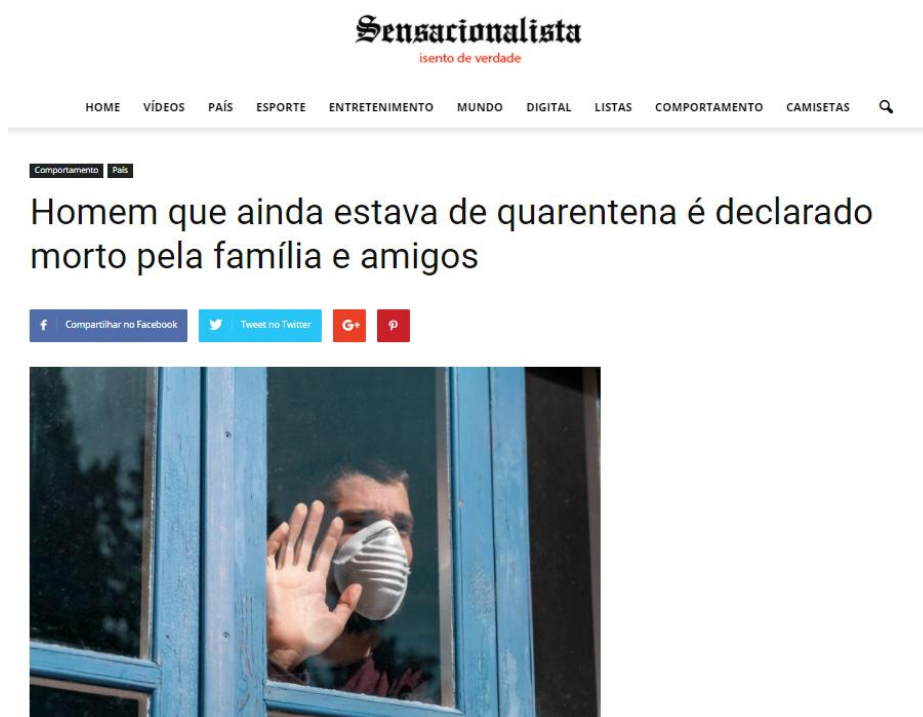 Sensacionalista
isento de verdade
HOME VÍDEOS PAÍS ESPORTE ENTRETENIMENTO MUNDO DIGITAL LISTAS COMPORTAMENTO CAMISETAS
Comportamento País
Homem que ainda estava de quarentena é declarado
morto pela família e amigos
f Compartilhar no Facebook Tweet no Twitter G+